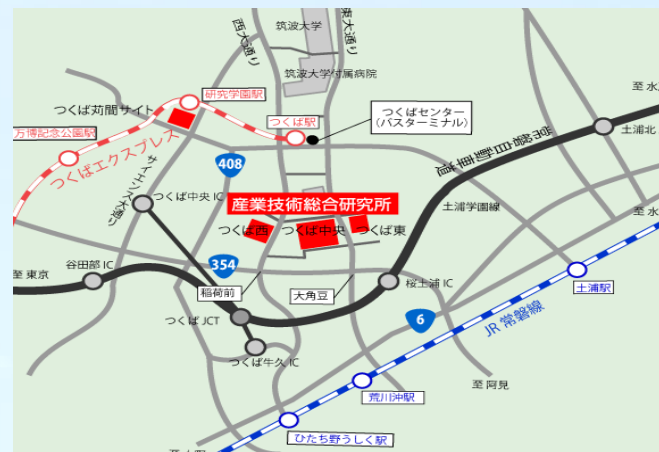 筑波大学
西大通り
東大通り
筑波大学付属病院
研究学園駅
つくば苅間サイト
つくば駅
つくばセンター
(バスターミナル)
至 水
土浦北
万博記念公園駅
つくばエクスプレス
408
常磐自動車道
サイエンス大通り
つくば中央 IC
産業技術総合研究所
つくば西
つくば中央
つくば東
土浦学園線
至 水
至 東京
谷田部 IC
354
稲荷前
大角豆
桜土浦 IC
土浦駅
つくば JCT
6
JR 常磐線
つくば牛久 IC
至 阿見
荒川沖駅
ひたち野うしく駅